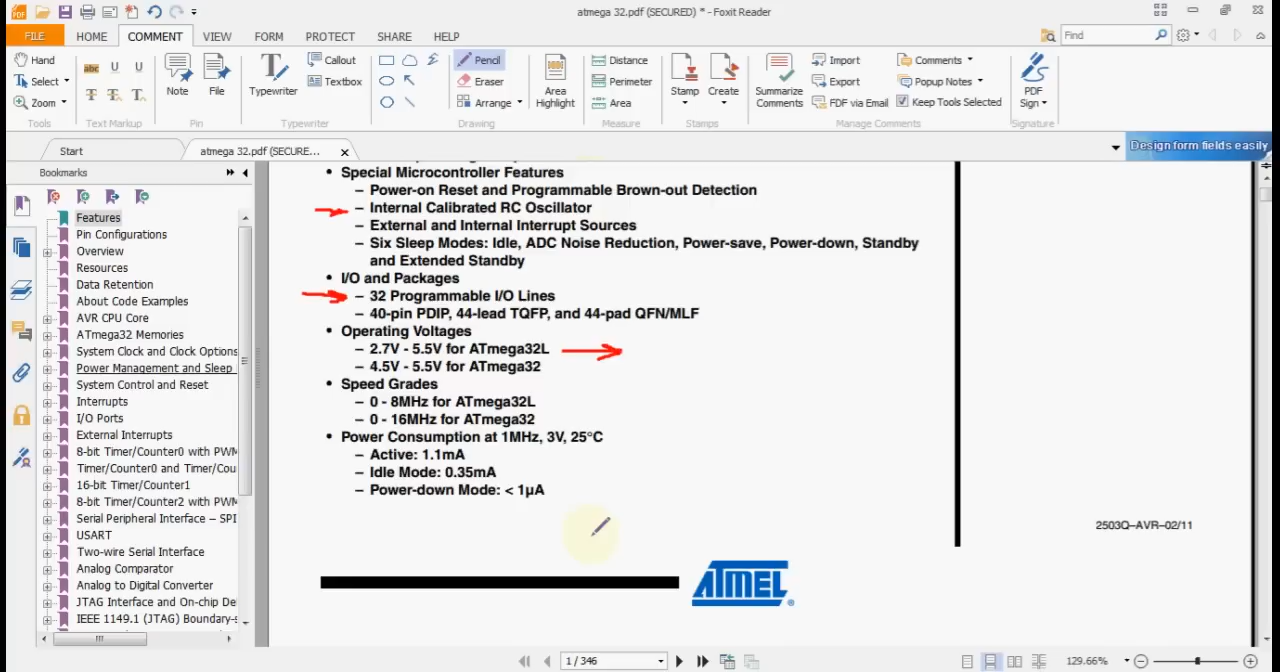 atmega 32.pdf (SECURED) * - Foxit Reader
FILE HOME COMMENT VIEW FORM PROTECT SHARE HELP Find
Hand Select Zoom Tools
abc U U T T T Text Markup
Note File Pin
Typewriter Callout Textbox Typewriter
Pencil Eraser Arrange Drawing
Area Highlight
Distance Perimeter Area Measure
Stamp Create Stamps
Summarize Comments Import Export FDF via Email Comments Popup Notes Keep Tools Selected Manage Comments
PDF Sign Signature
Start atmega 32.pdf (SECURE... Design form fields easily
Bookmarks
Features
Pin Configurations
Overview
Resources
Data Retention
About Code Examples
AVR CPU Core
ATmega32 Memories
System Clock and Clock Options
Power Management and Sleep
System Control and Reset
Interrupts
I/O Ports
External Interrupts
8-bit Timer/Counter0 with PWM
Timer/Counter0 and Timer/Cou
16-bit Timer/Counter1
8-bit Timer/Counter2 with PWM
Serial Peripheral Interface – SPI
USART
Two-wire Serial Interface
Analog Comparator
Analog to Digital Converter
JTAG Interface and On-chip De
IEEE 1149.1 (JTAG) Boundary-s
• Special Microcontroller Features
– Power-on Reset and Programmable Brown-out Detection
– Internal Calibrated RC Oscillator
– External and Internal Interrupt Sources
– Six Sleep Modes: Idle, ADC Noise Reduction, Power-save, Power-down, Standby
and Extended Standby
• I/O and Packages
– 32 Programmable I/O Lines
– 40-pin PDIP, 44-lead TQFP, and 44-pad QFN/MLF
• Operating Voltages
– 2.7V - 5.5V for ATmega32L
– 4.5V - 5.5V for ATmega32
• Speed Grades
– 0 - 8MHz for ATmega32L
– 0 - 16MHz for ATmega32
• Power Consumption at 1MHz, 3V, 25°C
– Active: 1.1mA
– Idle Mode: 0.35mA
– Power-down Mode: < 1µA
2503Q–AVR–02/11
ATMEL
1 / 346
129.66%